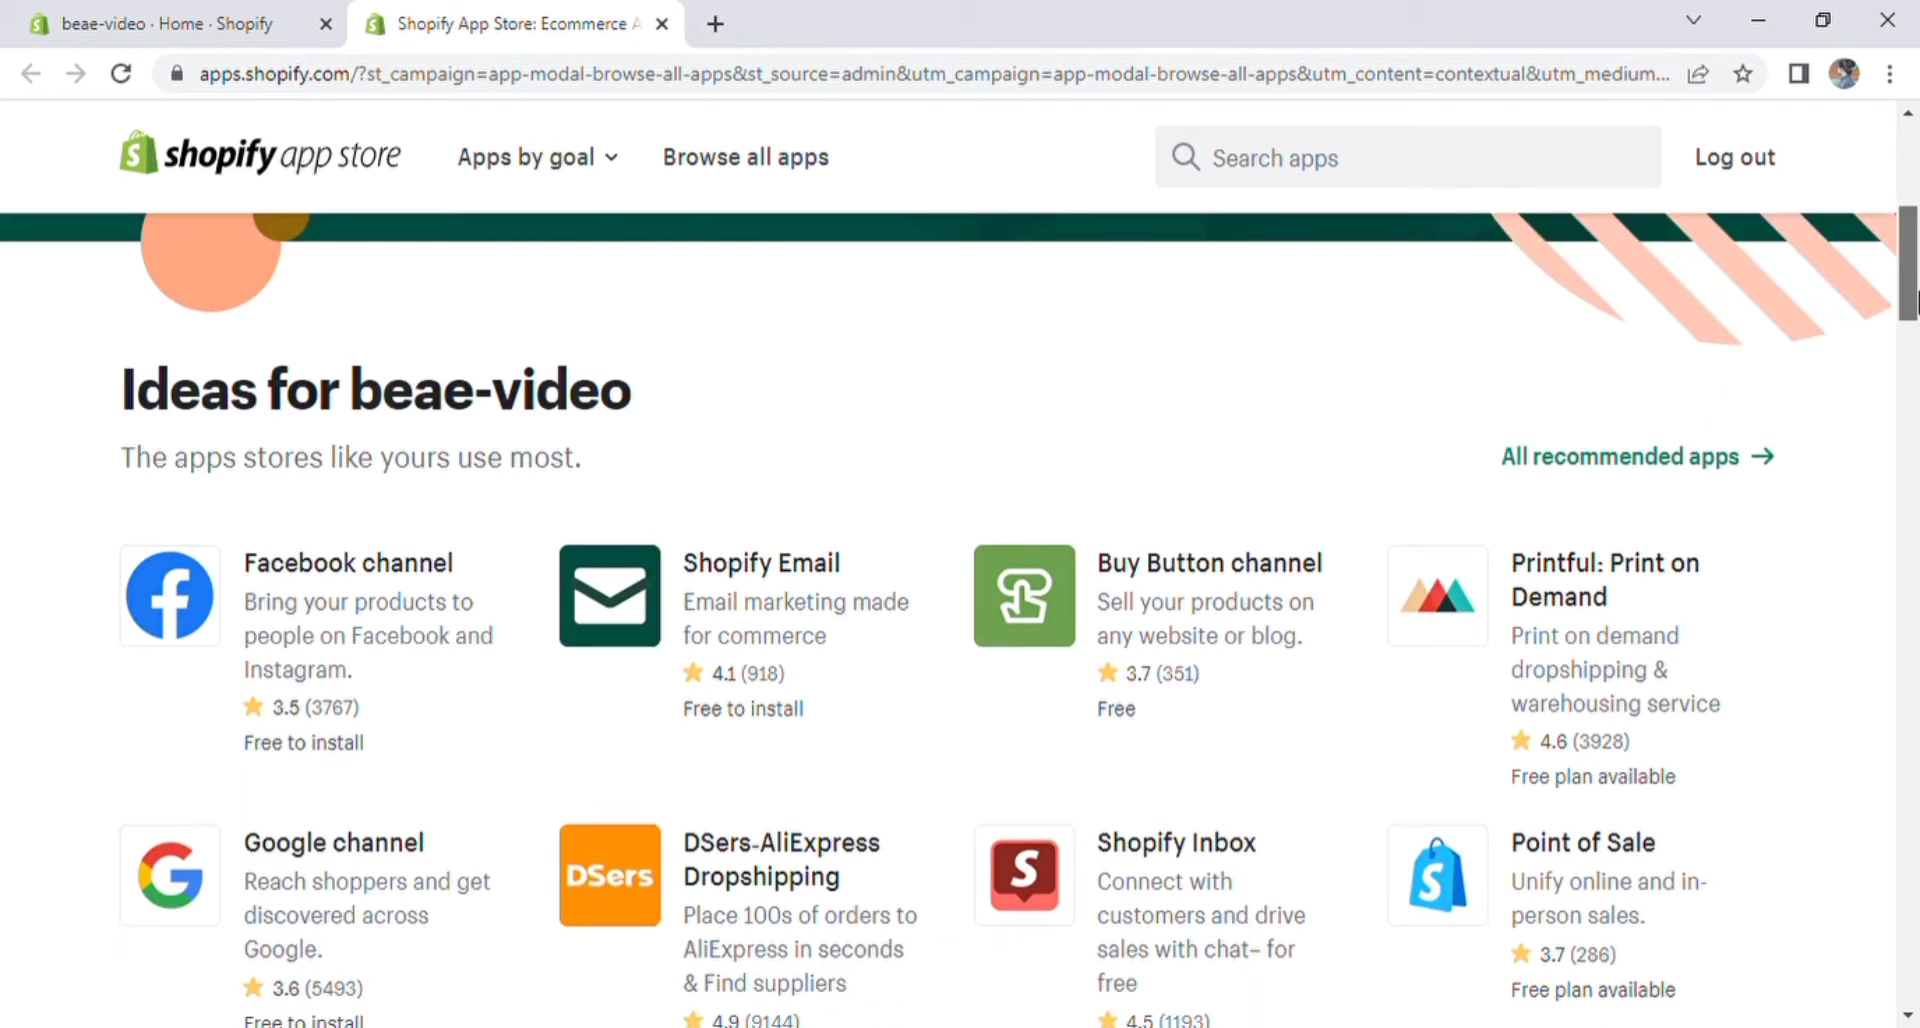 beae-video · Home · Shopify
Shopify App Store: Ecommerce A
apps.shopify.com/?st_campaign=app-modal-browse-all-apps&st_source=admin&utm_campaign=app-modal-browse-all-apps&utm_content=contextual&utm_medium...
shopify app store
Apps by goal
Browse all apps
Search apps
Log out
Ideas for beae-video
The apps stores like yours use most.
All recommended apps →
Facebook channel
Bring your products to
people on Facebook and
Instagram.
3.5 (3767)
Free to install
Shopify Email
Email marketing made
for commerce
4.1 (918)
Free to install
Buy Button channel
Sell your products on
any website or blog.
3.7 (351)
Free
Printful: Print on
Demand
Print on demand
dropshipping &
warehousing service
4.6 (3928)
Free plan available
Google channel
Reach shoppers and get
discovered across
Google.
3.6 (5493)
Free to install
DSers
DSers-AliExpress
Dropshipping
Place 100s of orders to
AliExpress in seconds
& Find suppliers
4.9 (9144)
Shopify Inbox
Connect with
customers and drive
sales with chat– for
free
4.5 (1193)
Point of Sale
Unify online and in-
person sales.
3.7 (286)
Free plan available